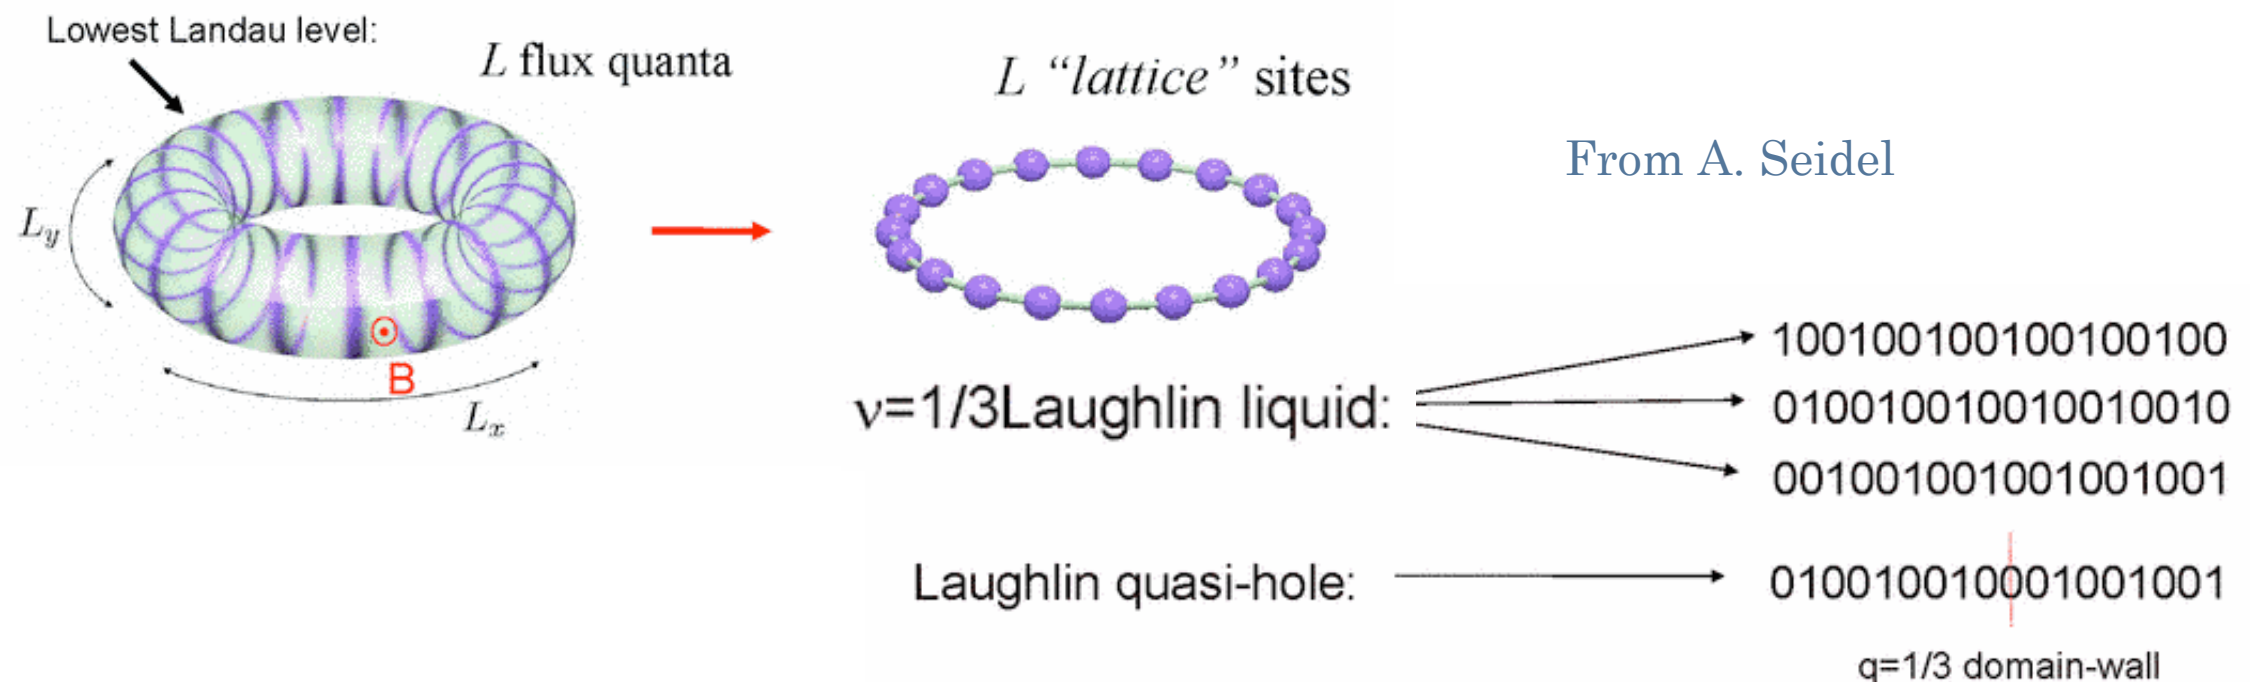 Lowest Landau level:
L flux quanta
L “lattice” sites
From A. Seidel
L_y
B
L_x
ν=1/3Laughlin liquid:
100100100100100100
010010010010010010
001001001001001001
Laughlin quasi-hole:
010010010001001001
q=1/3 domain-wall